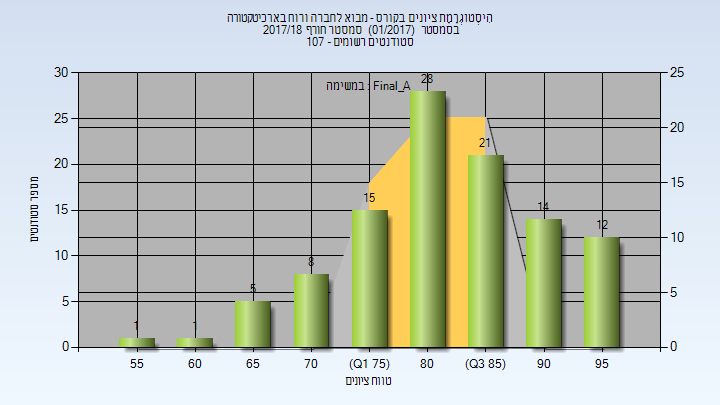 היסטוגרמת ציונים בקורס - מבוא לחברה ורוח בארכיטקטורה
בסמסטר (01/2017) סמסטר חורף 2017/18
סטודנטים רשומים - 107
במשימה : Final_A
30 25 20 15 10 5 0
מספר סטודנטים
1 1 5 8 15 28 21 14 12
25 20 15 10 5 0
55 60 65 70 (Q1 75) 80 (Q3 85) 90 95
טווח ציונים